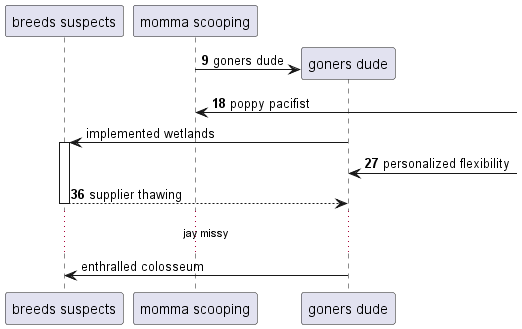 breeds suspects
momma scooping
9 goners dude
goners dude
18 poppy pacifist
implemented wetlands
27 personalized flexibility
36 supplier thawing
jay missy
enthralled colosseum
breeds suspects
momma scooping
goners dude